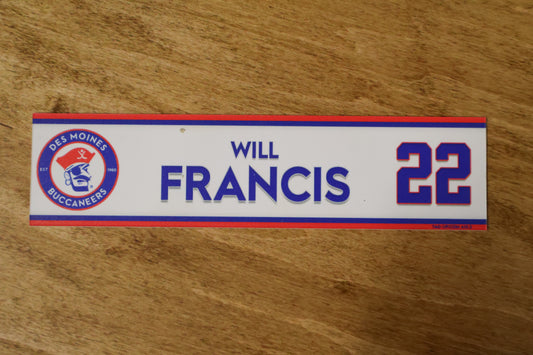 DES MOINES
EST 1980
BUCCANEERS
WILL
FRANCIS
22